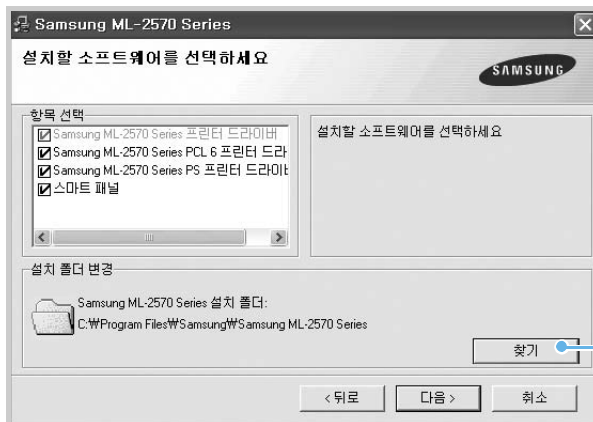 Samsung ML-2570 Series
설치할 소프트웨어를 선택하세요
SAMSUNG
항목 선택
Samsung ML-2570 Series 프린터 드라이버
Samsung ML-2570 Series PCL 6 프린터 드라
Samsung ML-2570 Series PS 프린터 드라이브
스마트 패널
설치할 소프트웨어를 선택하세요
설치 폴더 변경
Samsung ML-2570 Series 설치 폴더:
C:₩Program Files₩Samsung₩Samsung ML-2570 Series
찾기
<뒤로
다음>
취소